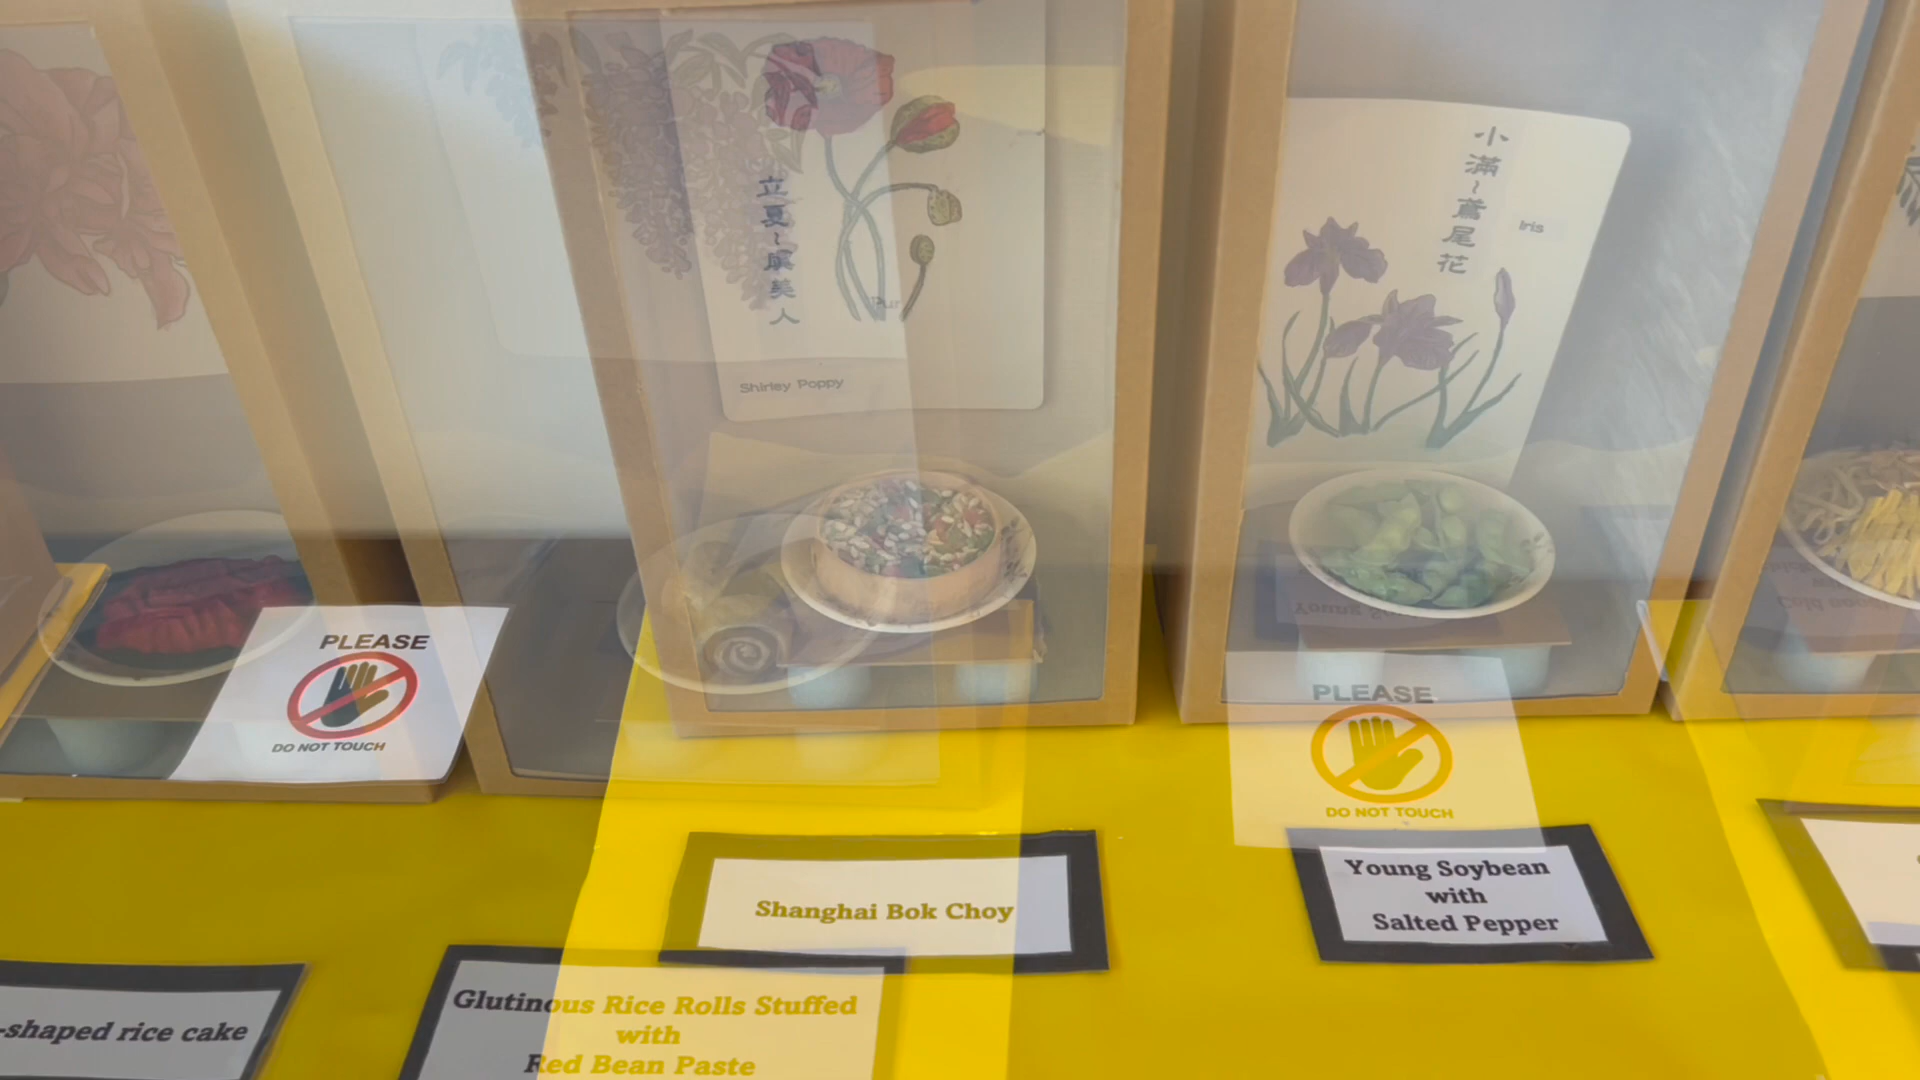 立夏~虞美人
Shirley Poppy
Pur
小滿~鳶尾花
Iris
PLEASE
DO NOT TOUCH
PLEASE
DO NOT TOUCH
Shanghai Bok Choy
Young Soybean
with
Salted Pepper
-shaped rice cake
Glutinous Rice Rolls Stuffed
with
Red Bean Paste